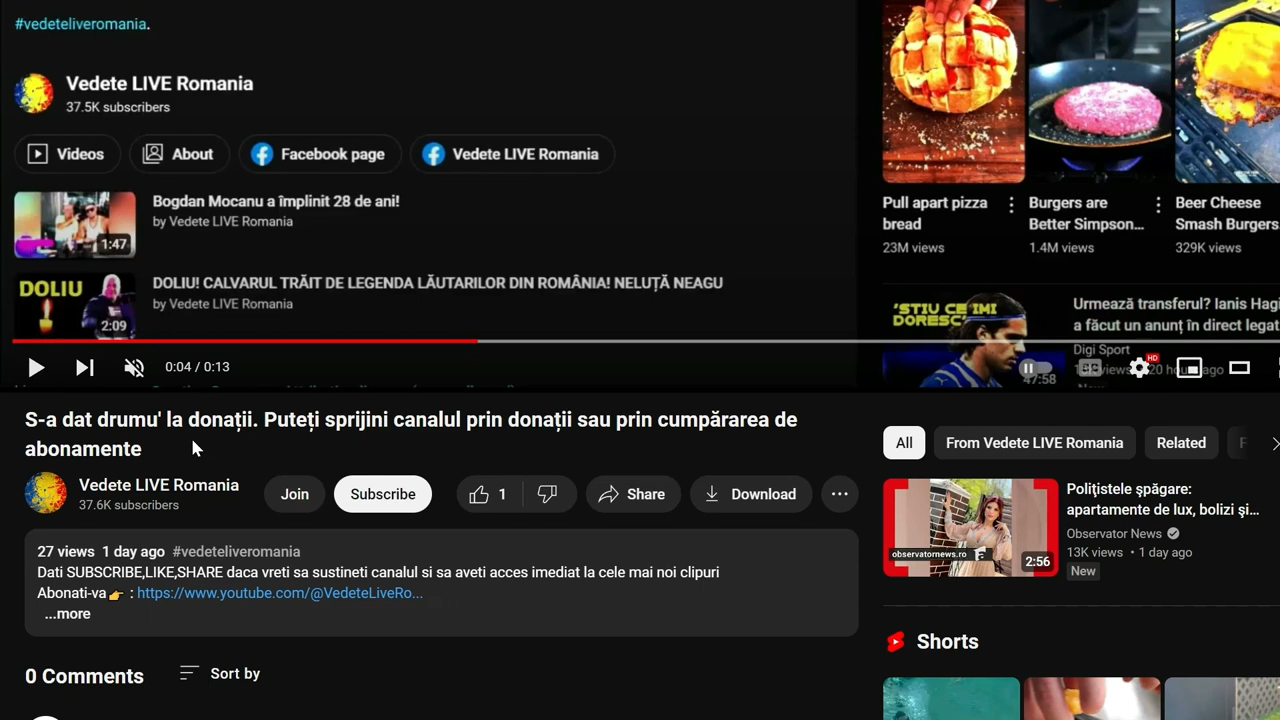 #vedeteliveromania.
Vedete LIVE Romania
37.5K subscribers
Videos
About
Facebook page
Vedete LIVE Romania
1:47
Bogdan Mocanu a împlinit 28 de ani!
by Vedete LIVE Romania
DOLIU
2:09
DOLIU! CALVARUL TRĂIT DE LEGENDA LĂUTARILOR DIN ROMÂNIA! NELUȚĂ NEAGU
by Vedete LIVE Romania
0:04 / 0:13
HD
Pull apart pizza
bread
23M views
Burgers are
Better Simpson...
1.4M views
Beer Cheese
Smash Burgers
329K views
'STIU CE IMI
DORESC'
47:58
Urmează transferul? Ianis Hagi
a făcut un anunț în direct legat
Digi Sport
S-a dat drumu' la donații. Puteți sprijini canalul prin donații sau prin cumpărarea de
abonamente
Vedete LIVE Romania
37.6K subscribers
Join
Subscribe
1
Share
Download
27 views 1 day ago #vedeteliveromania
Dati SUBSCRIBE,LIKE,SHARE daca vreti sa sustineti canalul si sa aveti acces imediat la cele mai noi clipuri
Abonati-va👉 : https://www.youtube.com/@VedeteLiveRo...
...more
0 Comments
Sort by
All
From Vedete LIVE Romania
Related
observatornews.ro
2:56
Polițistele șpăgare:
apartamente de lux, bolizi şi...
Observator News
13K views • 1 day ago
New
Shorts